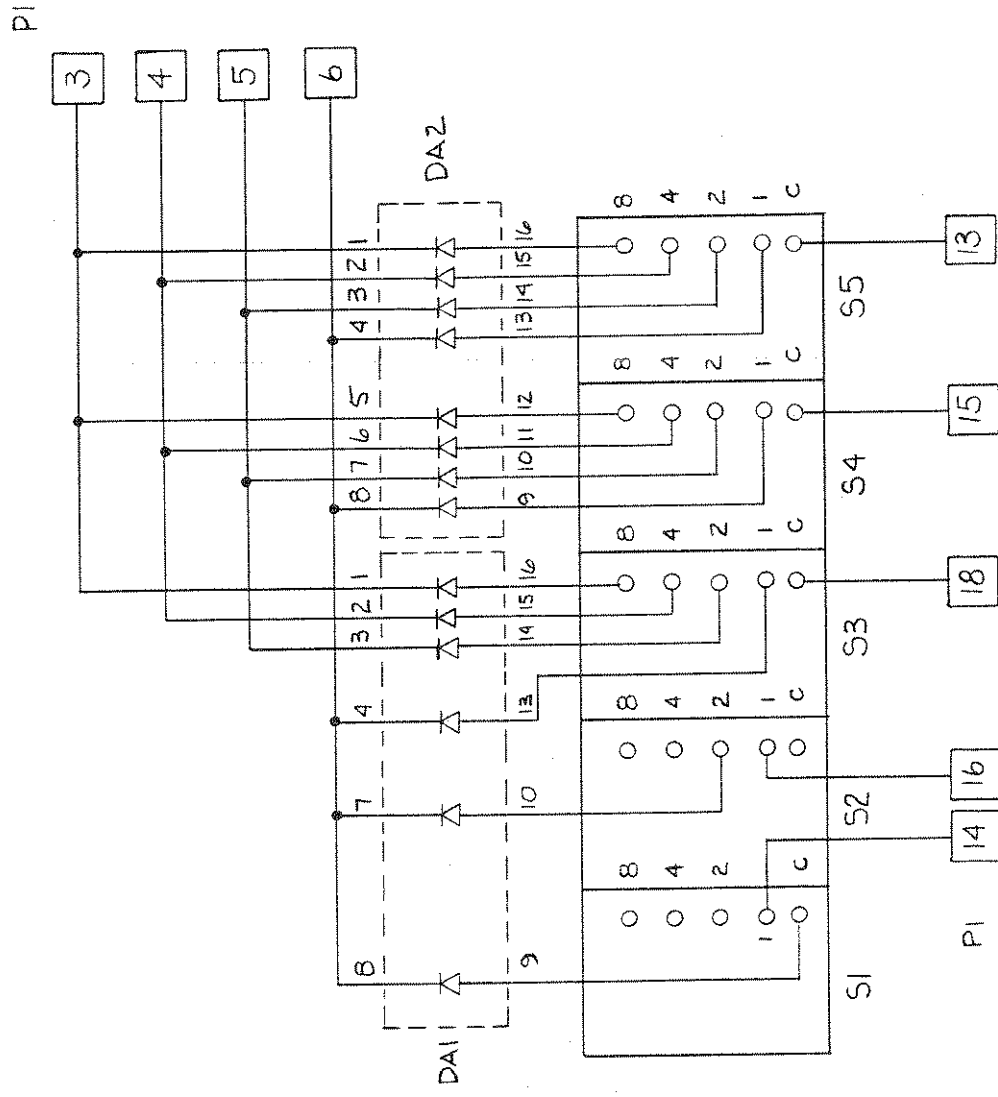 P1
3
4
5
6
DA2
1 2 3 4 5 6 7 8
16 15 14 13 12 11 10 9
DA1
1 2 3 4 7 8
16 15 14 13 10 9
8 4 2 1 C
S5
13
8 4 2 1 C
S4
15
8 4 2 1 C
S3
18
8 4 2 1 C
S2
16
8 4 2 1 C
S1
14
P1